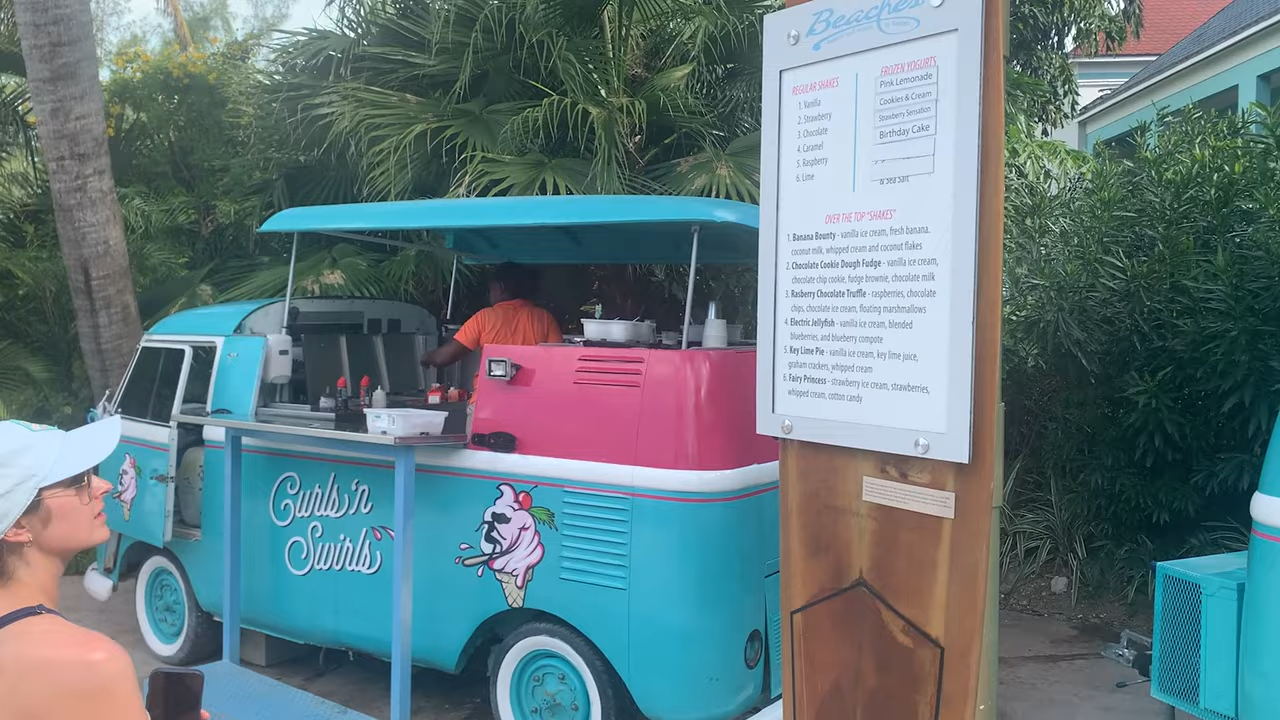 Curls 'n
Swirls
Beaches
REGULAR SHAKES
1. Vanilla
2. Strawberry
3. Chocolate
4. Caramel
5. Raspberry
6. Lime
FROZEN YOGURTS
Pink Lemonade
Cookies & Cream
Strawberry Sensation
Birthday Cake
& Sea Salt
OVER THE TOP "SHAKES"
1. Banana Bounty - vanilla ice cream, fresh banana.
coconut milk, whipped cream and coconut flakes
2. Chocolate Cookie Dough Fudge - vanilla ice cream,
chocolate chip cookie, fudge brownie, chocolate milk
3. Rasberry Chocolate Truffle - raspberries, chocolate
chips, chocolate ice cream, floating marshmallows
4. Electric Jellyfish - vanilla ice cream, blended
blueberries, and blueberry compote
5. Key Lime Pie - vanilla ice cream, key lime juice,
graham crackers, whipped cream
6. Fairy Princess - strawberry ice cream, strawberries,
whipped cream, cotton candy